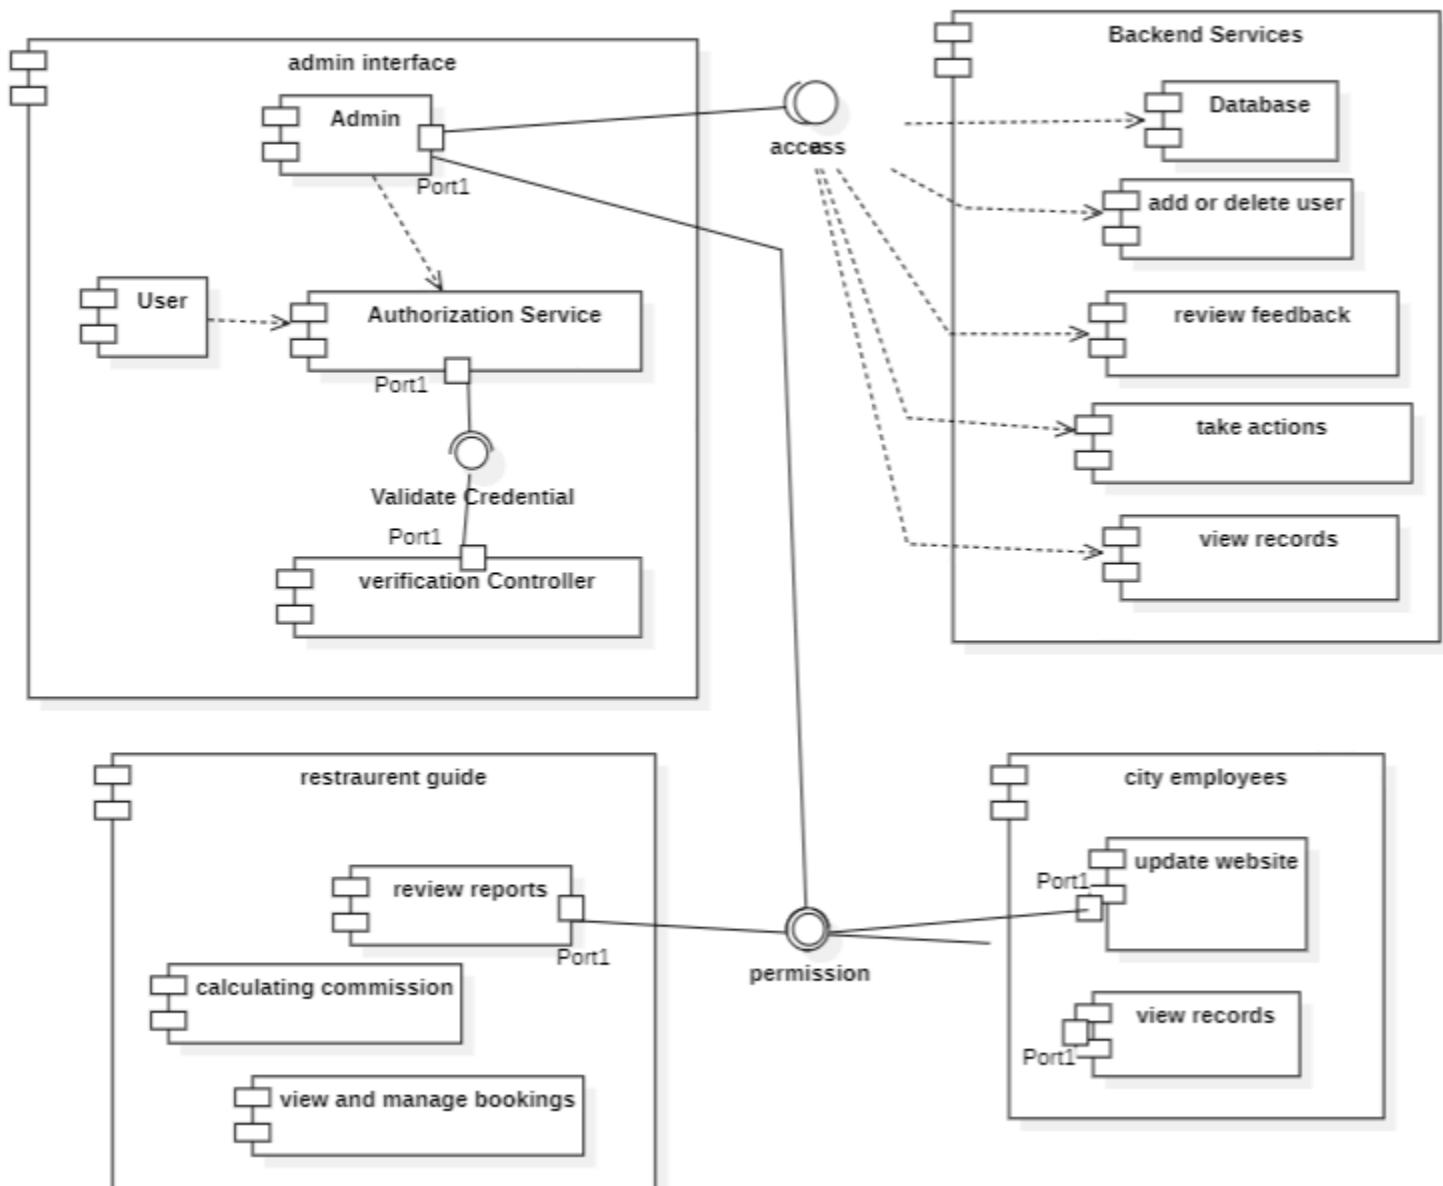 admin interface
Backend Services
Admin
Port1
access
Database
add or delete user
User
Authorization Service
Port1
review feedback
Validate Credential
take actions
Port1
verification Controller
view records
restraurent guide
city employees
review reports
Port1
update website
Port1
permission
calculating commission
view records
Port1
view and manage bookings